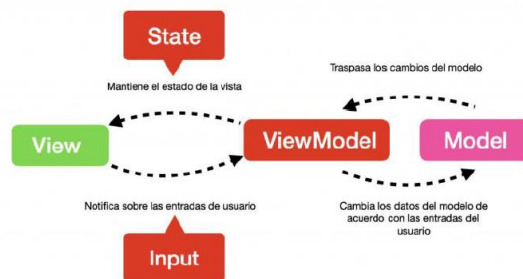 State
Mantiene el estado de la vista
Traspasa los cambios del modelo
View
ViewModel
Model
Notifica sobre las entradas de usuario
Cambia los datos del modelo de
acuerdo con las entradas del
usuario
Input